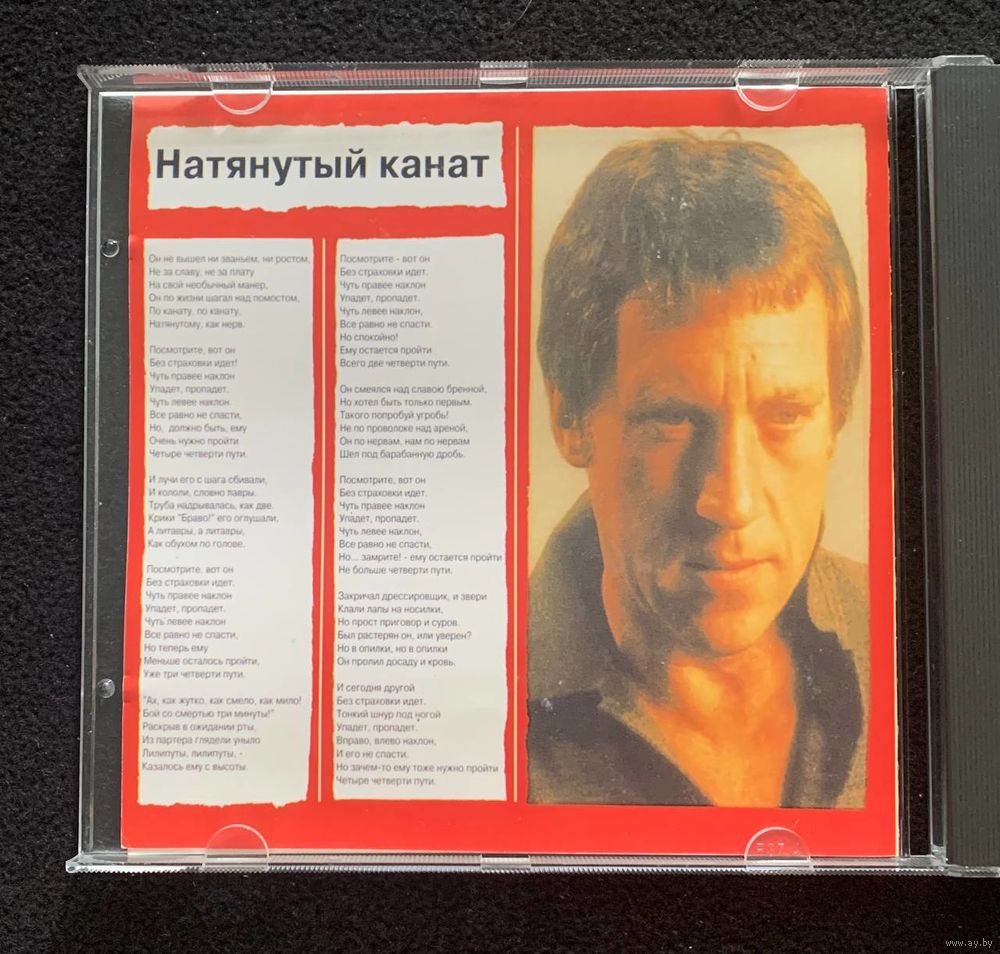 Натянутый канат
Он не вышел ни званьем, ни ростом,
Не за славу, не за плату
На свой необычный манер,
Он по жизни шагал над помостом,
По канату, по канату,
Натянутому, как нерв.
Посмотрите, вот он
Без страховки идет!
Чуть правее наклон
Упадет, пропадет.
Чуть левее наклон.
Все равно не спасти,
Но, должно быть, ему
Очень нужно пройти
Четыре четверти пути.
И лучи его с шага сбивали,
И кололи, словно лавры.
Труба надрывалась, как две.
Крики "Браво!" его оглушали,
А литавры, а литавры,
Как обухом по голове.
Посмотрите, вот он
Без страховки идет.
Чуть правее наклон
Упадет, пропадет.
Чуть левее наклон
Все равно не спасти,
Но теперь ему
Меньше осталось пройти,
Уже три четверти пути.
"Ах, как жутко, как смело, как мило!
Бой со смертью три минуты!"
Раскрыв в ожидании рты,
Из партера глядели уныло
Лилипуты, лилипуты, -
Казалось ему с высоты.
Посмотрите - вот он
Без страховки идет.
Чуть правее наклон
Упадет, пропадет.
Чуть левее наклон,
Все равно не спасти.
Но спокойно!
Ему остается пройти
Всего две четверти пути.
Он смеялся над славою бренной,
Но хотел быть только первым.
Такого попробуй угробь!
Не по проволоке над ареной,
Он по нервам, нам по нервам
Шел под барабанную дробь.
Посмотрите, вот он
Без страховки идет.
Чуть правее наклон
Упадет, пропадет.
Чуть левее наклон,
Все равно не спасти,
Но... замрите! - ему остается пройти
Не больше четверти пути.
Закричал дрессировщик, и звери
Клали лапы на носилки,
Но прост приговор и суров.
Был растерян он, или уверен?
Но в опилки, но в опилки
Он пролил досаду и кровь.
И сегодня другой
Без страховки идет.
Тонкий шнур под ногой
Упадет, пропадет.
Вправо, влево наклон,
И его не спасти.
Но зачем-то ему тоже нужно пройти
Четыре четверти пути.
www.ay.by